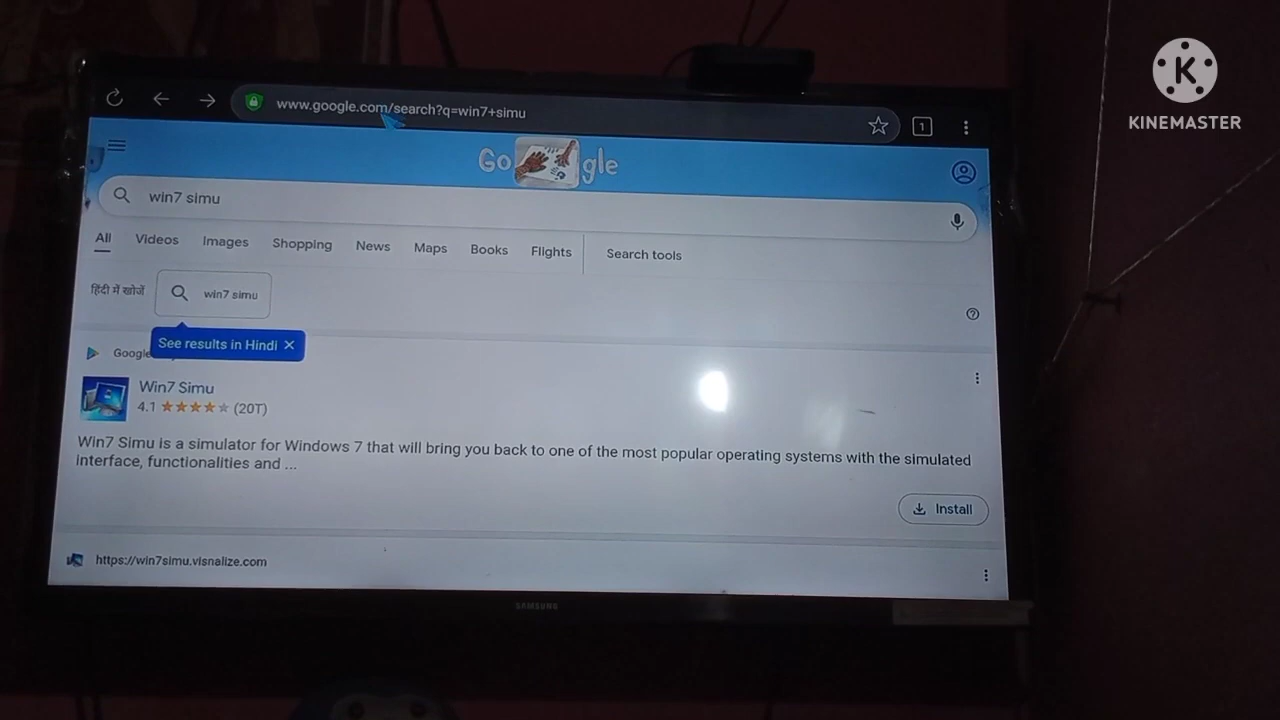 www.google.com/search?q=win7+simu
1
KINEMASTER
Go gle
win7 simu
All Videos Images Shopping News Maps Books Flights Search tools
हिंदी में खोजें win7 simu
See results in Hindi
Google
Win7 Simu
4.1 (20T)
Win7 Simu is a simulator for Windows 7 that will bring you back to one of the most popular operating systems with the simulated
interface, functionalities and ...
Install
https://win7simu.visnalize.com
SAMSUNG